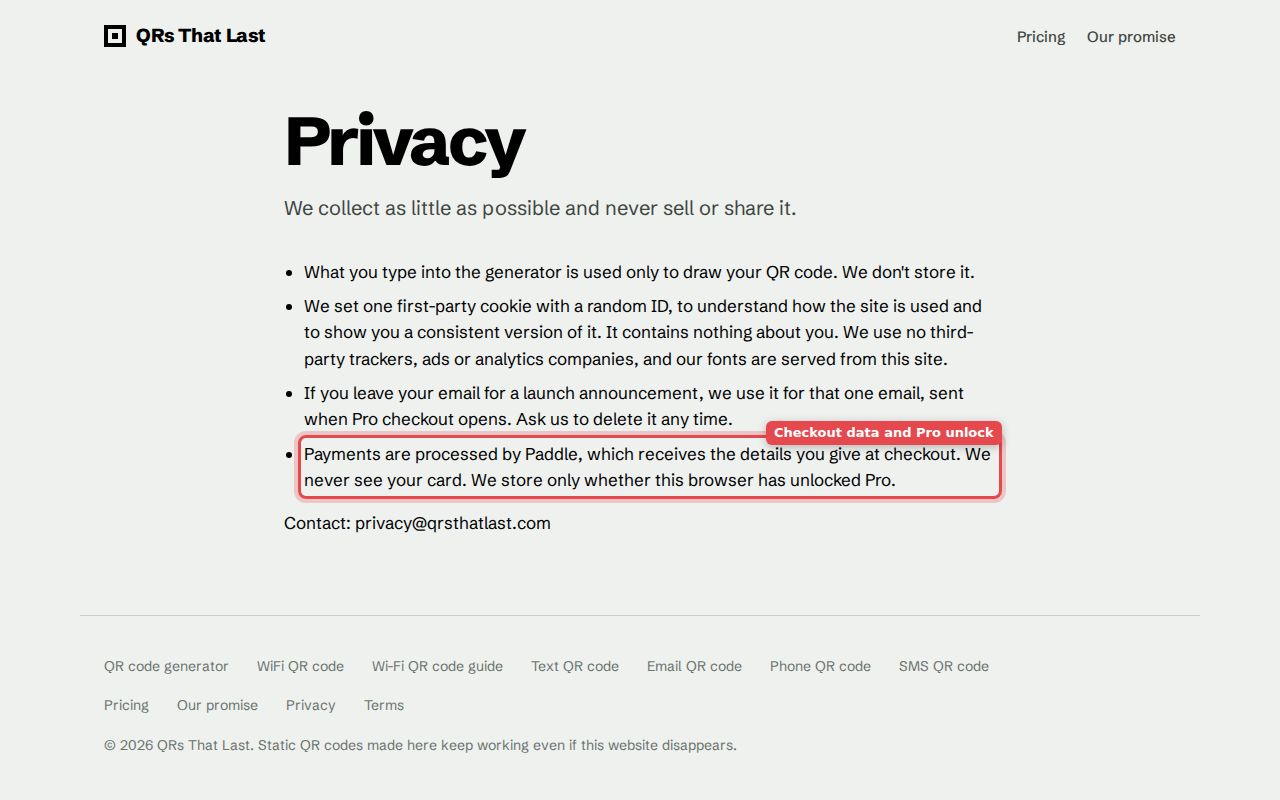 QRs That Last
Pricing
Our promise
Privacy
We collect as little as possible and never sell or share it.
What you type into the generator is used only to draw your QR code. We don't store it.
We set one first-party cookie with a random ID, to understand how the site is used and
to show you a consistent version of it. It contains nothing about you. We use no third-
party trackers, ads or analytics companies, and our fonts are served from this site.
If you leave your email for a launch announcement, we use it for that one email, sent
when Pro checkout opens. Ask us to delete it any time.
Checkout data and Pro unlock
Payments are processed by Paddle, which receives the details you give at checkout. We
never see your card. We store only whether this browser has unlocked Pro.
Contact: privacy@qrsthatlast.com
QR code generator WiFi QR code Wi-Fi QR code guide Text QR code Email QR code Phone QR code SMS QR code
Pricing Our promise Privacy Terms
© 2026 QRs That Last. Static QR codes made here keep working even if this website disappears.